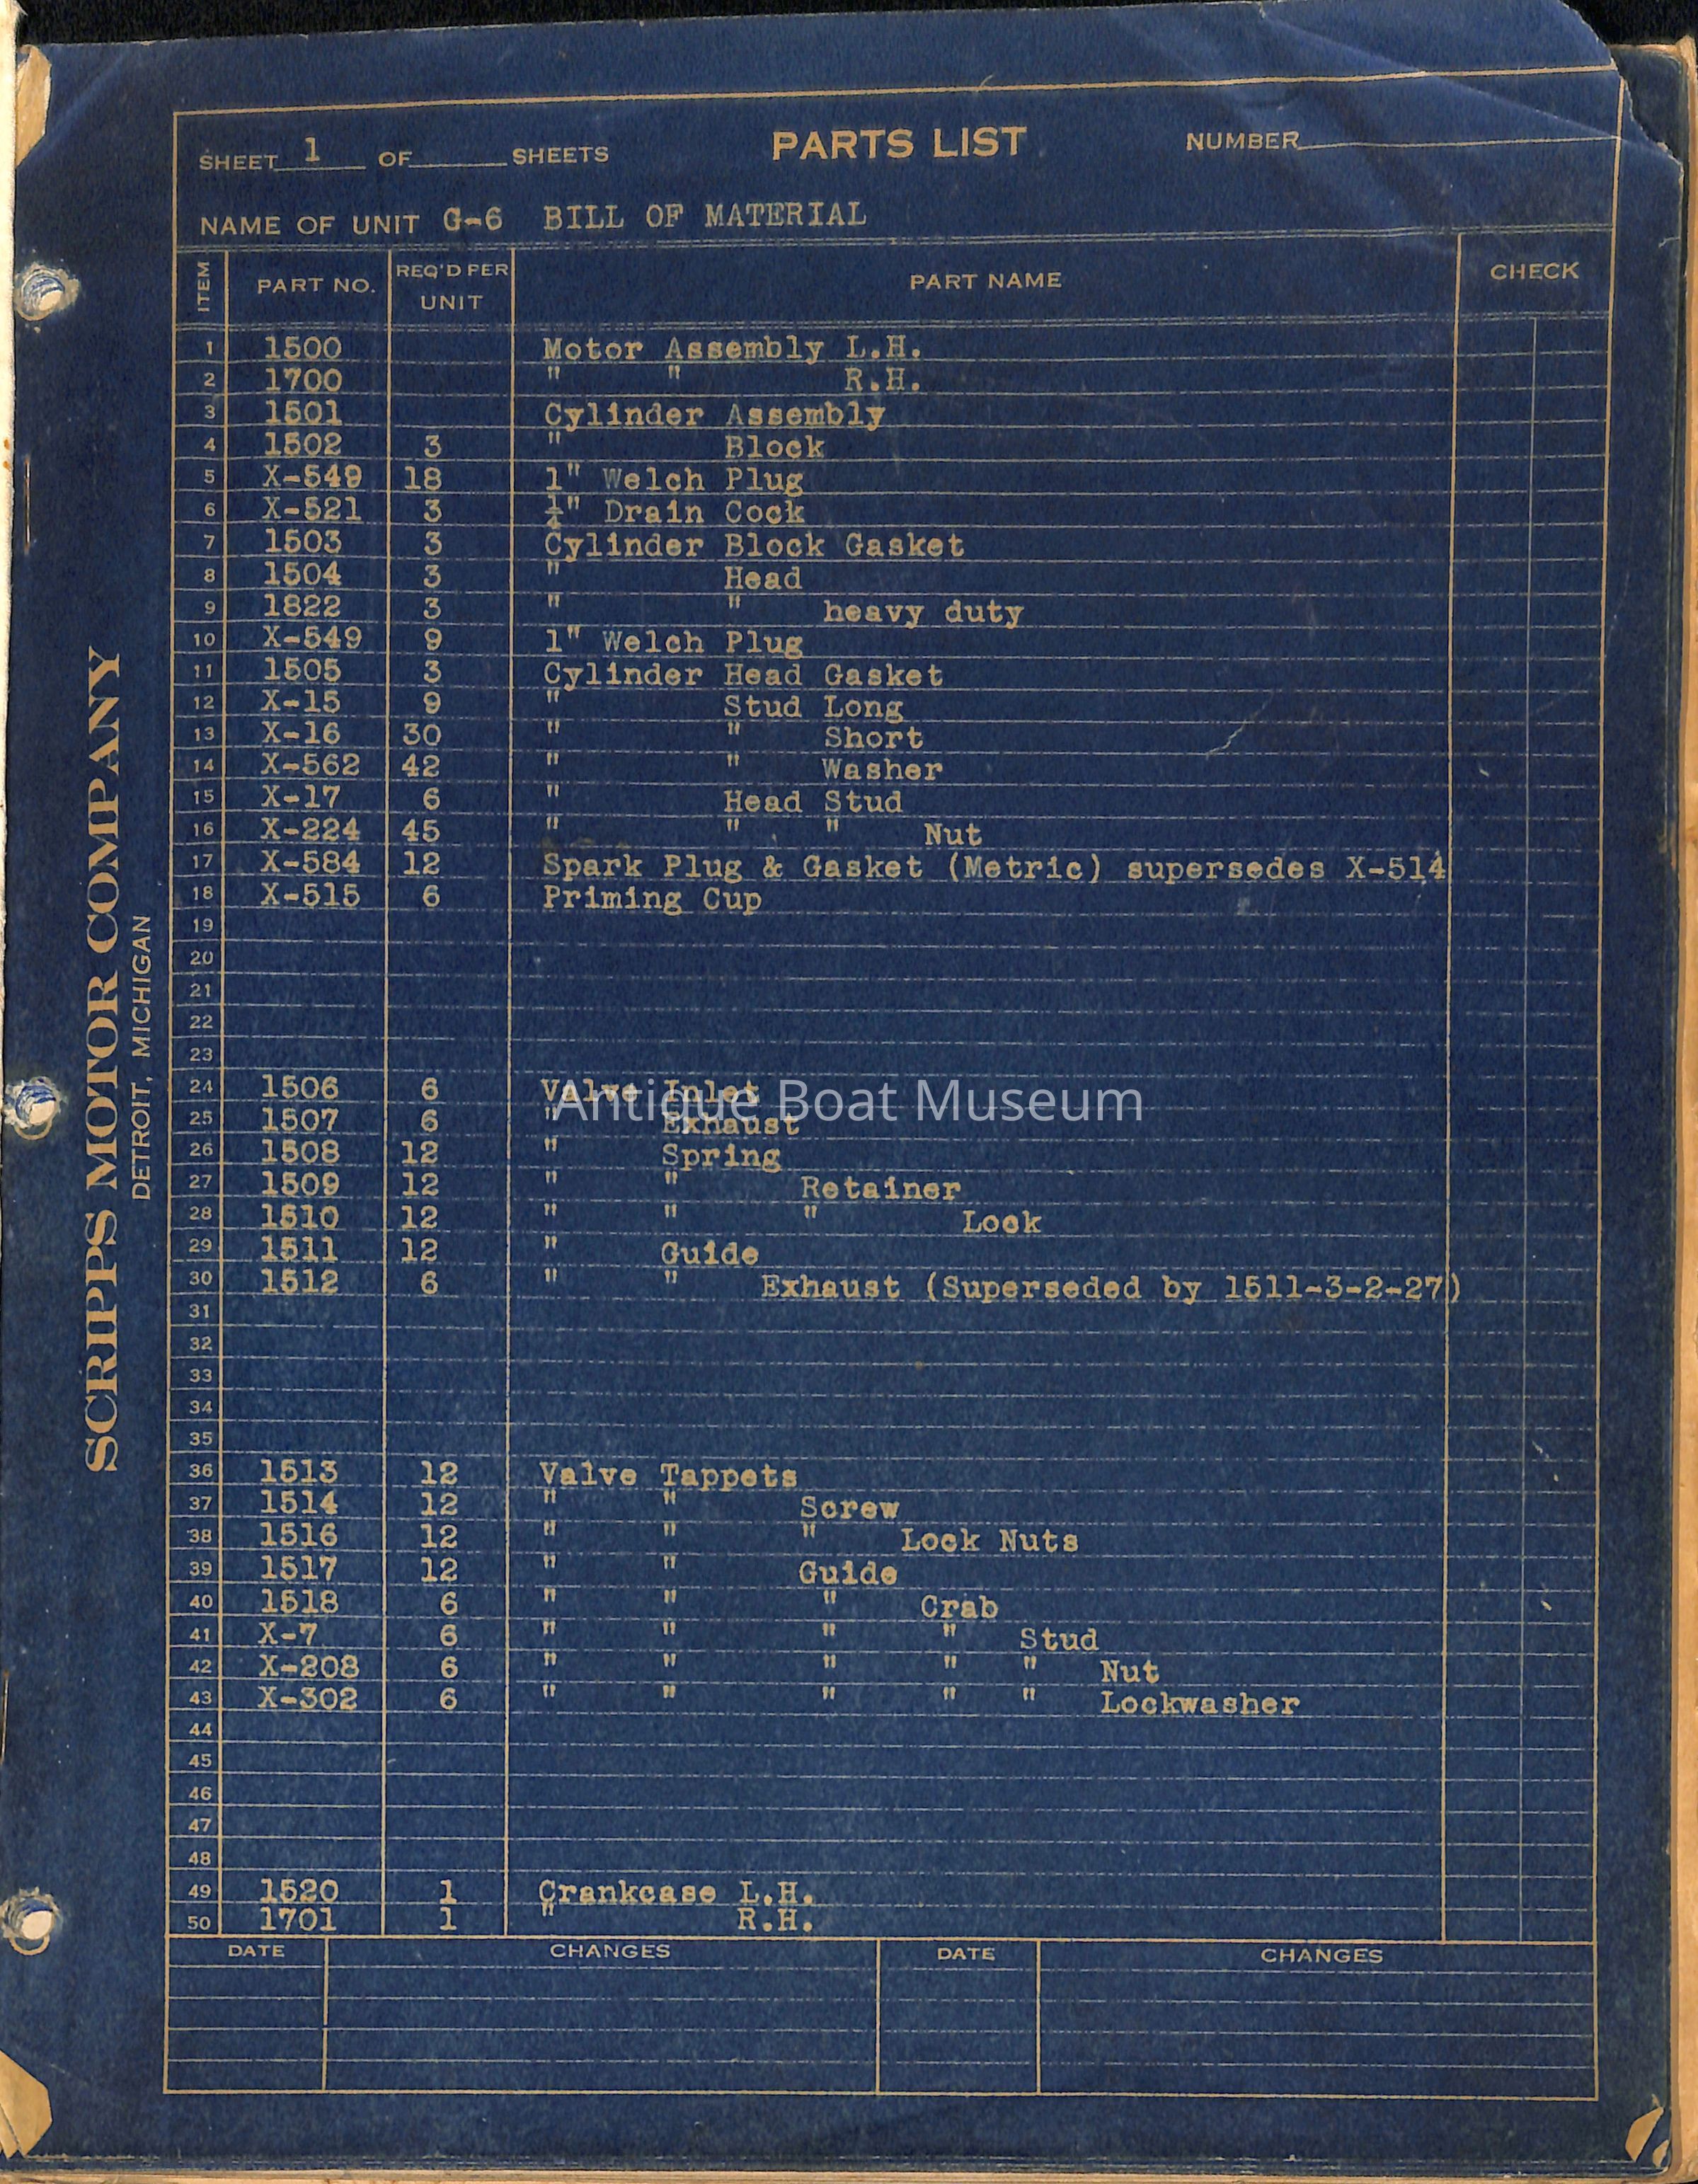 SHEET 1 OF SHEETS PARTS LIST NUMBER
NAME OF UNIT G-6 BILL OF MATERIAL
ITEM PART NO. REQ'D PER UNIT PART NAME CHECK
1 1500 Motor Assembly L.H.
2 1700 " " R.H.
3 1501 Cylinder Assembly
4 1502 3 " Block
5 X-549 18 1" Welch Plug
6 X-521 3 ¼" Drain Cock
7 1503 3 Cylinder Block Gasket
8 1504 3 " Head
9 1822 3 " " heavy duty
10 X-549 9 1" Welch Plug
11 1505 3 Cylinder Head Gasket
12 X-15 9 " Stud Long
13 X-16 30 " " Short
14 X-562 42 " " Washer
15 X-17 6 " Head Stud
16 X-224 45 " " " Nut
17 X-584 12 Spark Plug & Gasket (Metric) supersedes X-514
18 X-515 6 Priming Cup
19
20
21
22
23
24 1506 6 Valve Inlet
25 1507 6 " Exhaust
26 1508 12 " Spring
27 1509 12 " " Retainer
28 1510 12 " " " Lock
29 1511 12 " Guide
30 1512 6 " " Exhaust (Superseded by 1511-3-2-27)
31
32
33
34
35
36 1513 12 Valve Tappets
37 1514 12 " " Screw
38 1516 12 " " " Lock Nuts
39 1517 12 " " Guide
40 1518 6 " " " Crab
41 X-7 6 " " " " Stud
42 X-208 6 " " " " " Nut
43 X-302 6 " " " " " Lockwasher
44
45
46
47
48
49 1520 1 Crankcase L.H.
50 1701 1 " R.H.
DATE CHANGES DATE CHANGES
SCRIPPS MOTOR COMPANY
DETROIT, MICHIGAN
Antique Boat Museum